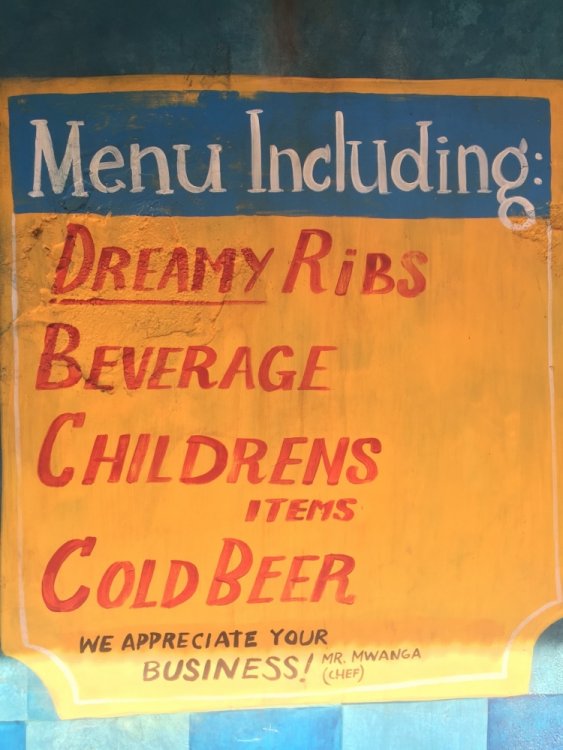 Menu Including:
DREAMY RiBS
BEVERAGE
CHILDRENS
ITEMS
COLD BEER
WE APPRECIATE YOUR
BUSINESS! MR. MWANGA
(CHEF)